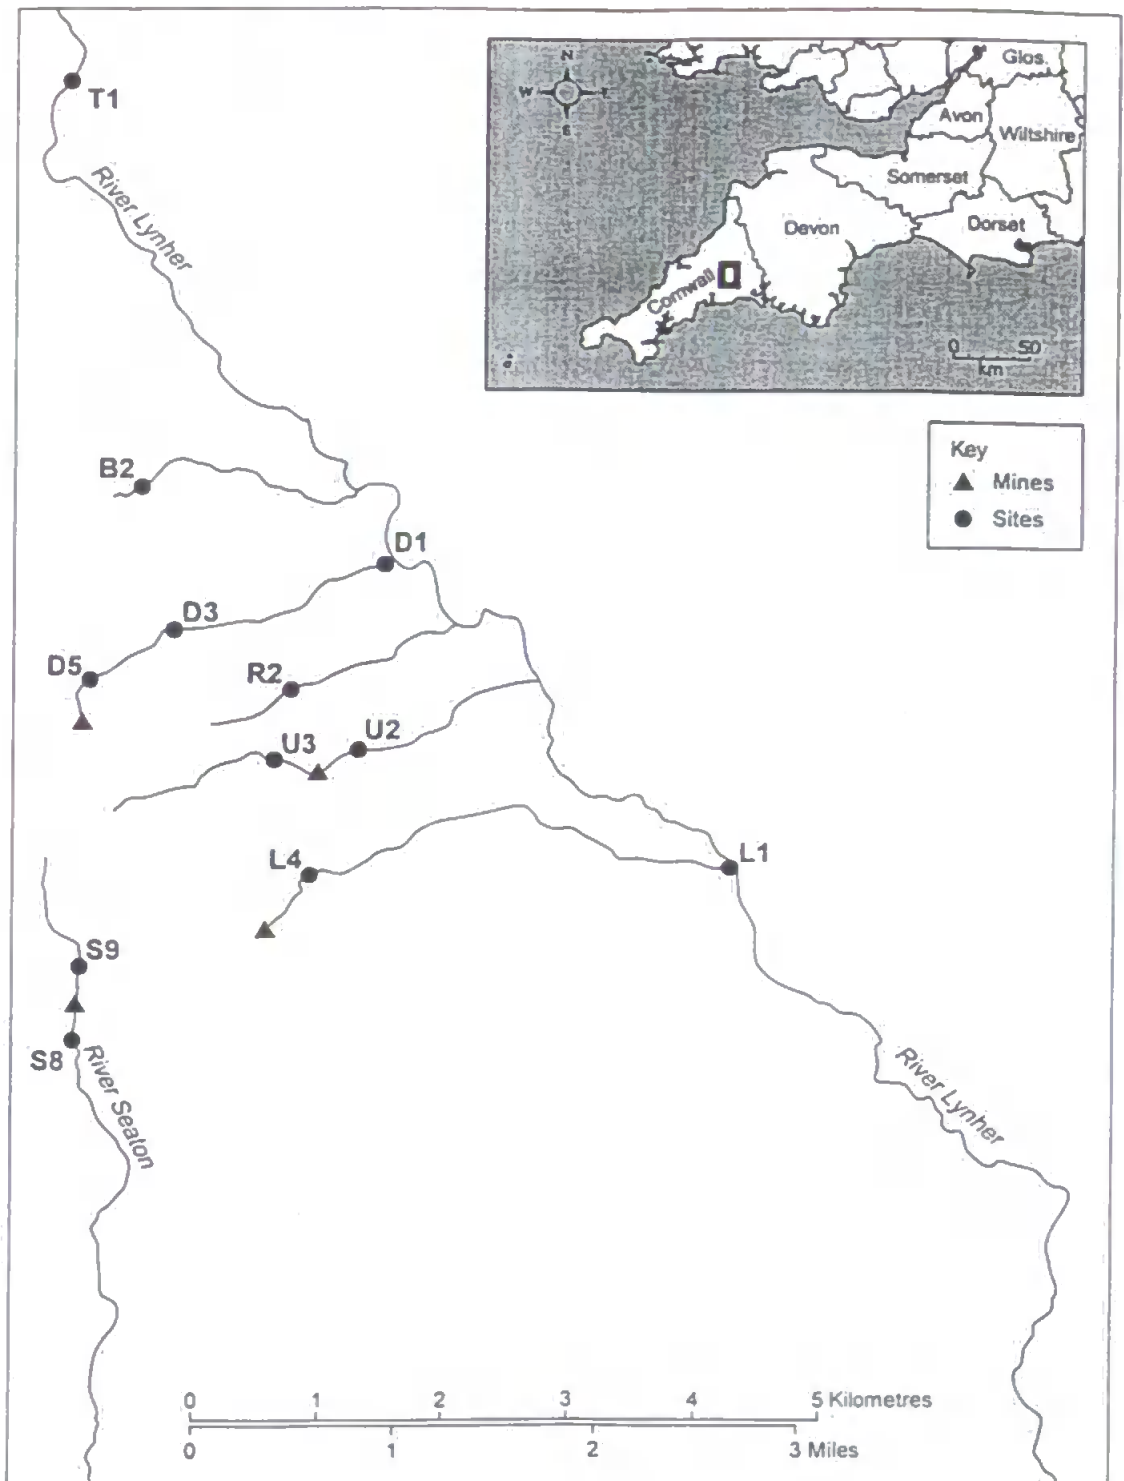 T1
River Lynher
N
W
E
Glos.
Avon
Wiltshire
Somerset
Devon
Dorset
Cornwall
0 50
km
Key
Mines
Sites
B2
D1
D3
D5
R2
U3
U2
L4
L1
S9
S8
River Seaton
River Lynher
0 1 2 3 4 5 Kilometres
0 1 2 3 Miles